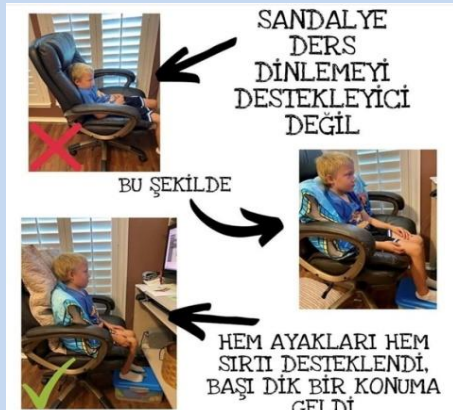 SANDALYE
DERS
DİNLEMEYİ
DESTEKLEYİCİ
DEĞİL
BU ŞEKİLDE
HEM AYAKLARI HEM
SIRTI DESTEKLENDİ,
BAŞI DİK BİR KONUMA
GELDİ